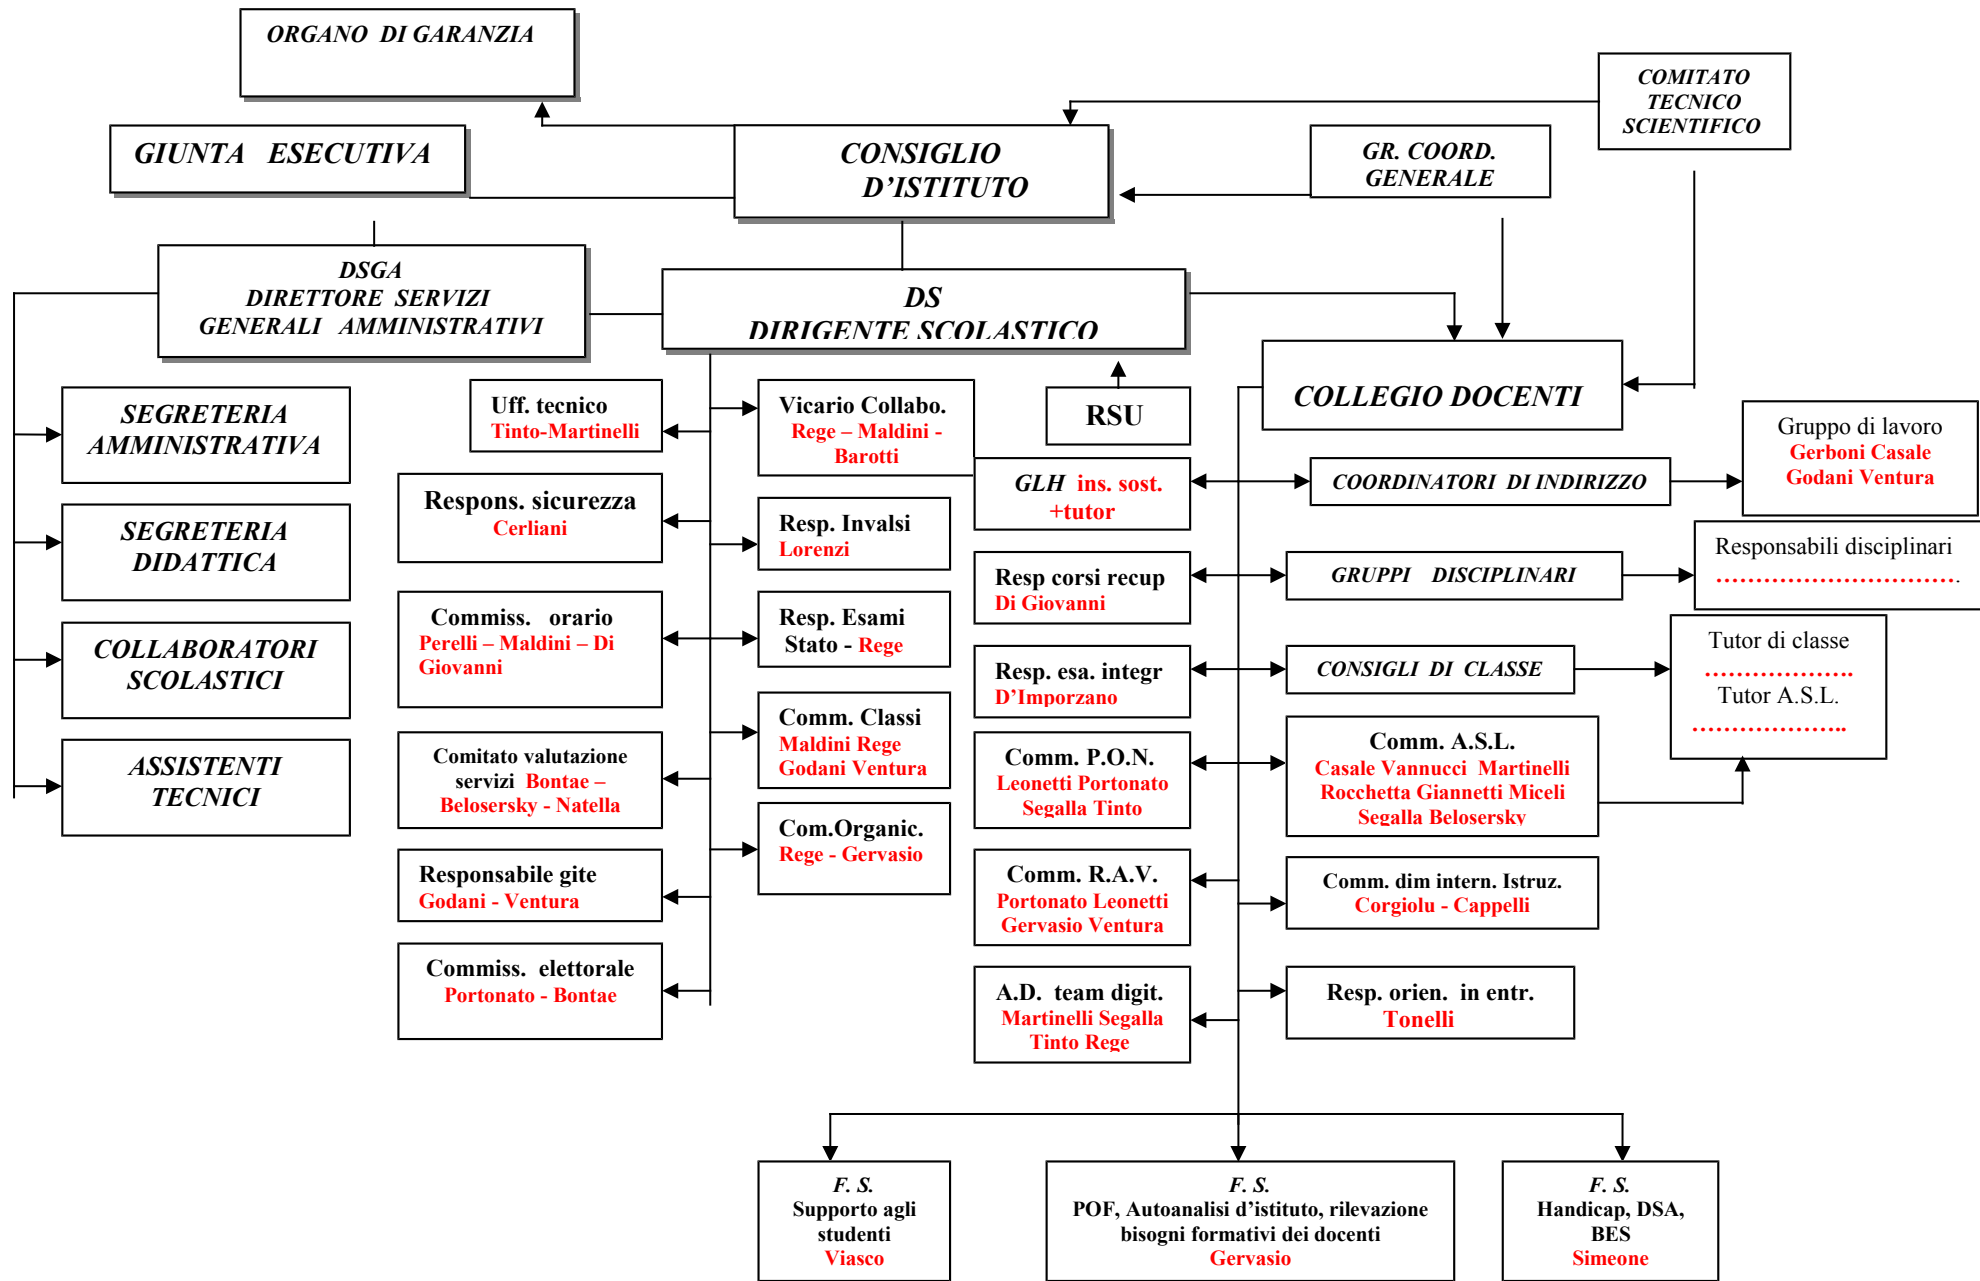 ORGANO DI GARANZIA
COMITATO
TECNICO
SCIENTIFICO
GIUNTA ESECUTIVA
CONSIGLIO
D’ISTITUTO
GR. COORD.
GENERALE
DSGA
DIRETTORE SERVIZI
GENERALI AMMINISTRATIVI
DS
DIRIGENTE SCOLASTICO
COLLEGIO DOCENTI
RSU
SEGRETERIA
AMMINISTRATIVA
SEGRETERIA
DIDATTICA
COLLABORATORI
SCOLASTICI
ASSISTENTI
TECNICI
Uff. tecnico
Tinto-Martinelli
Respons. sicurezza
Cerliani
Commiss. orario
Perelli – Maldini – Di
Giovanni
Comitato valutazione
servizi Bontae –
Belosersky - Natella
Responsabile gite
Godani - Ventura
Commiss. elettorale
Portonato - Bontae
Vicario Collabo.
Rege – Maldini -
Barotti
Resp. Invalsi
Lorenzi
Resp. Esami
Stato - Rege
Comm. Classi
Maldini Rege
Godani Ventura
Com.Organic.
Rege - Gervasio
GLH ins. sost.
+tutor
Resp corsi recup
Di Giovanni
Resp. esa. integr
D’Imporzano
Comm. P.O.N.
Leonetti Portonato
Segalla Tinto
Comm. R.A.V.
Portonato Leonetti
Gervasio Ventura
A.D. team digit.
Martinelli Segalla
Tinto Rege
COORDINATORI DI INDIRIZZO
GRUPPI DISCIPLINARI
CONSIGLI DI CLASSE
Comm. A.S.L.
Casale Vannucci Martinelli
Rocchetta Giannetti Miceli
Segalla Belosersky
Comm. dim intern. Istruz.
Corgiolu - Cappelli
Resp. orien. in entr.
Tonelli
Gruppo di lavoro
Gerboni Casale
Godani Ventura
Responsabili disciplinari
…………………………….
Tutor di classe
………………..
Tutor A.S.L.
………………..
F. S.
Supporto agli
studenti
Viasco
F. S.
POF, Autoanalisi d’istituto, rilevazione
bisogni formativi dei docenti
Gervasio
F. S.
Handicap, DSA,
BES
Simeone